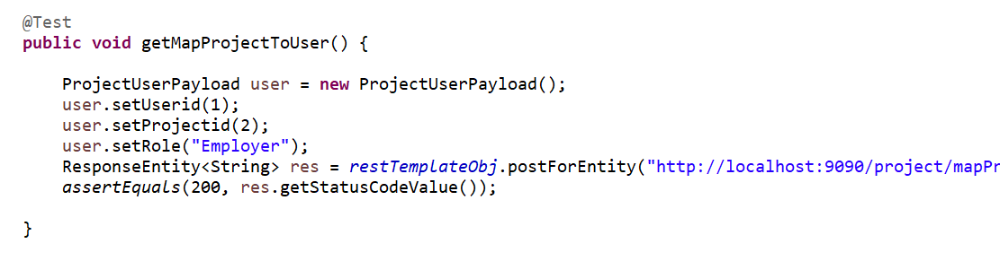 @Test
public void getMapProjectToUser() {
ProjectUserPayload user = new ProjectUserPayload();
user.setUserid(1);
user.setProjectid(2);
user.setRole("Employer");
ResponseEntity<String> res = restTemplateObj.postForEntity("http://localhost:9090/project/mapPr
assertEquals(200, res.getStatusCodeValue());
}